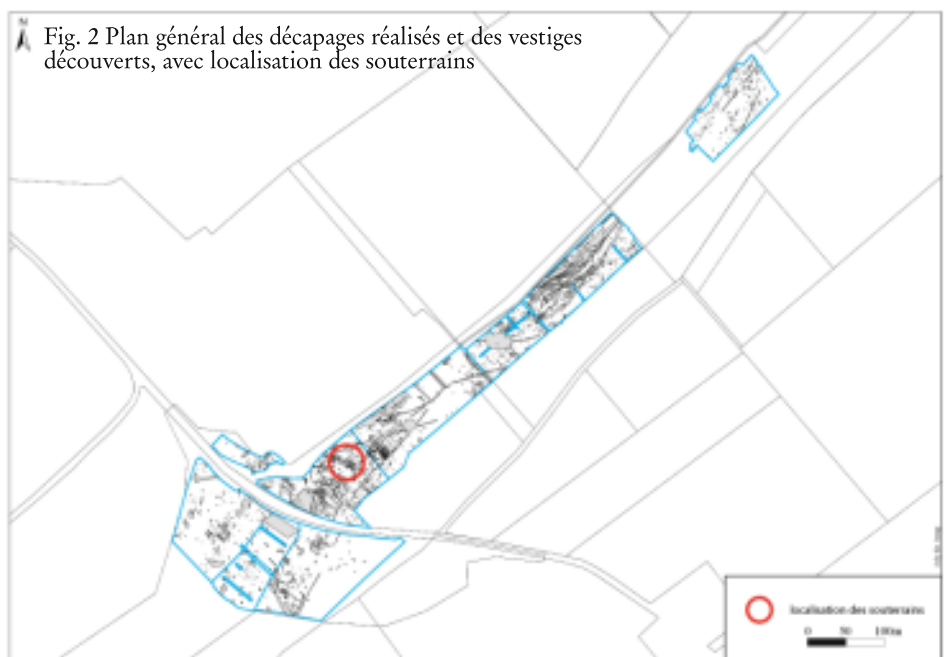 N
Fig. 2 Plan général des décapages réalisés et des vestiges
découverts, avec localisation des souterrains
localisation des souterrains
0 50 100m